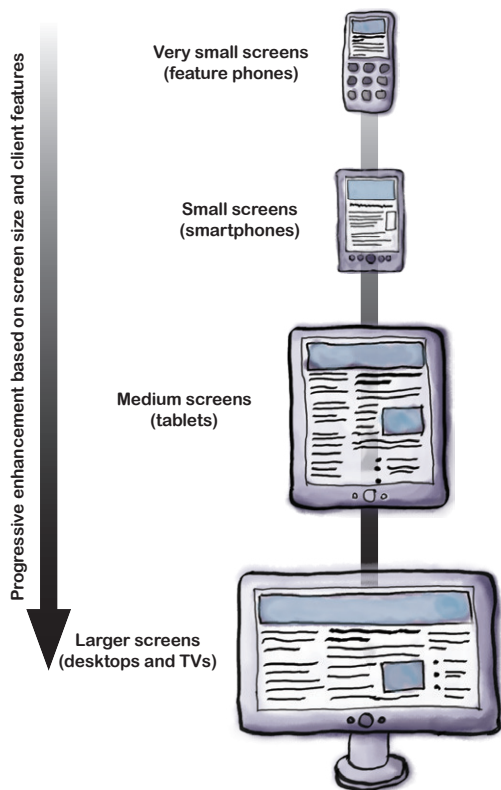 Progressive enhancement based on screen size and client features
Very small screens
(feature phones)
Small screens
(smartphones)
Medium screens
(tablets)
Larger screens
(desktops and TVs)